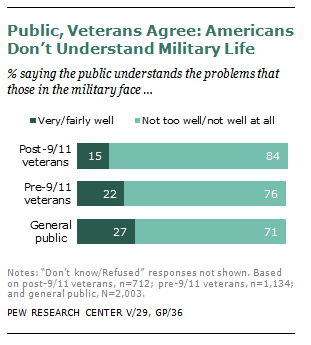 Public, Veterans Agree: Americans
Don't Understand Military Life
% saying the public understands the problems that
those in the military face ...
Very/fairly well Not too well/not well at all
Post-9/11
veterans
15 84
Pre-9/11
veterans
22 76
General
public
27 71
Notes: "Don't know/Refused" responses not shown. Based
on post-9/11 veterans, n=712; pre-9/11 veterans, n=1,134;
and general public, N=2,003.
PEW RESEARCH CENTER V/29, GP/36